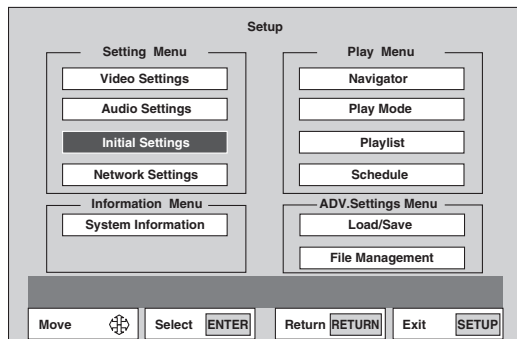 Setup
Setting Menu
Video Settings
Audio Settings
Initial Settings
Network Settings
Information Menu
System Information
Play Menu
Navigator
Play Mode
Playlist
Schedule
ADV.Settings Menu
Load/Save
File Management
Move Select ENTER Return RETURN Exit SETUP